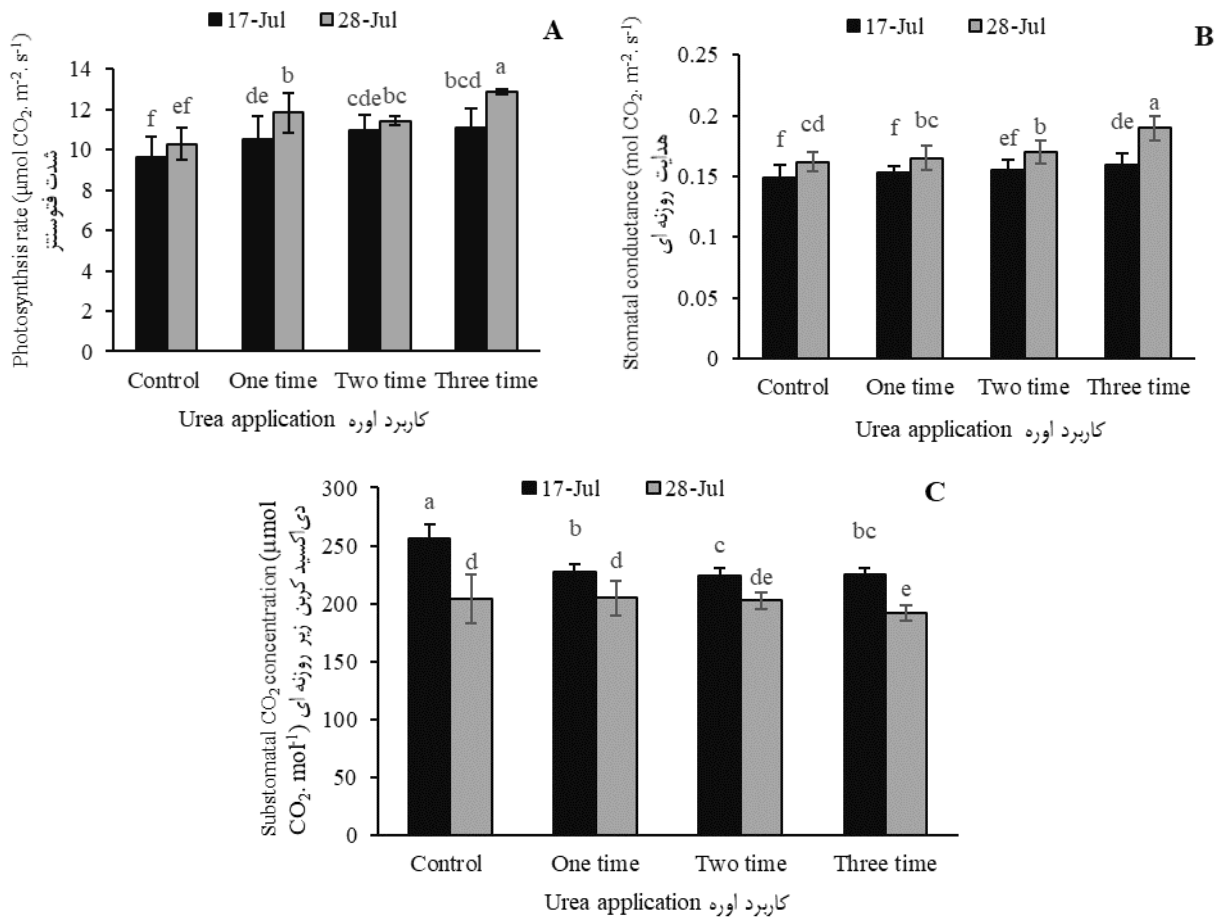 17-Jul 28-Jul
A
Photosynthsis rate (µmol CO₂. m⁻². s⁻¹)
شدت فتوسنتز
14
12
10
8
6
4
2
0
f ef de b cde bc bcd a
Control One time Two time Three time
Urea application کاربرد اوره
17-Jul 28-Jul
B
Stomatal conductance (mol CO₂. m⁻². s⁻¹)
هدایت روزنه ای
0.25
0.2
0.15
0.1
0.05
0
f cd f bc ef b de a
Control One time Two time Three time
Urea application کاربرد اوره
17-Jul 28-Jul
C
Substomatal CO₂ concentration (µmol
CO₂. mol⁻¹) دی‌اکسید کربن زیر روزنه ای
300
250
200
150
100
50
0
a d b d c de bc e
Control One time Two time Three time
Urea application کاربرد اوره